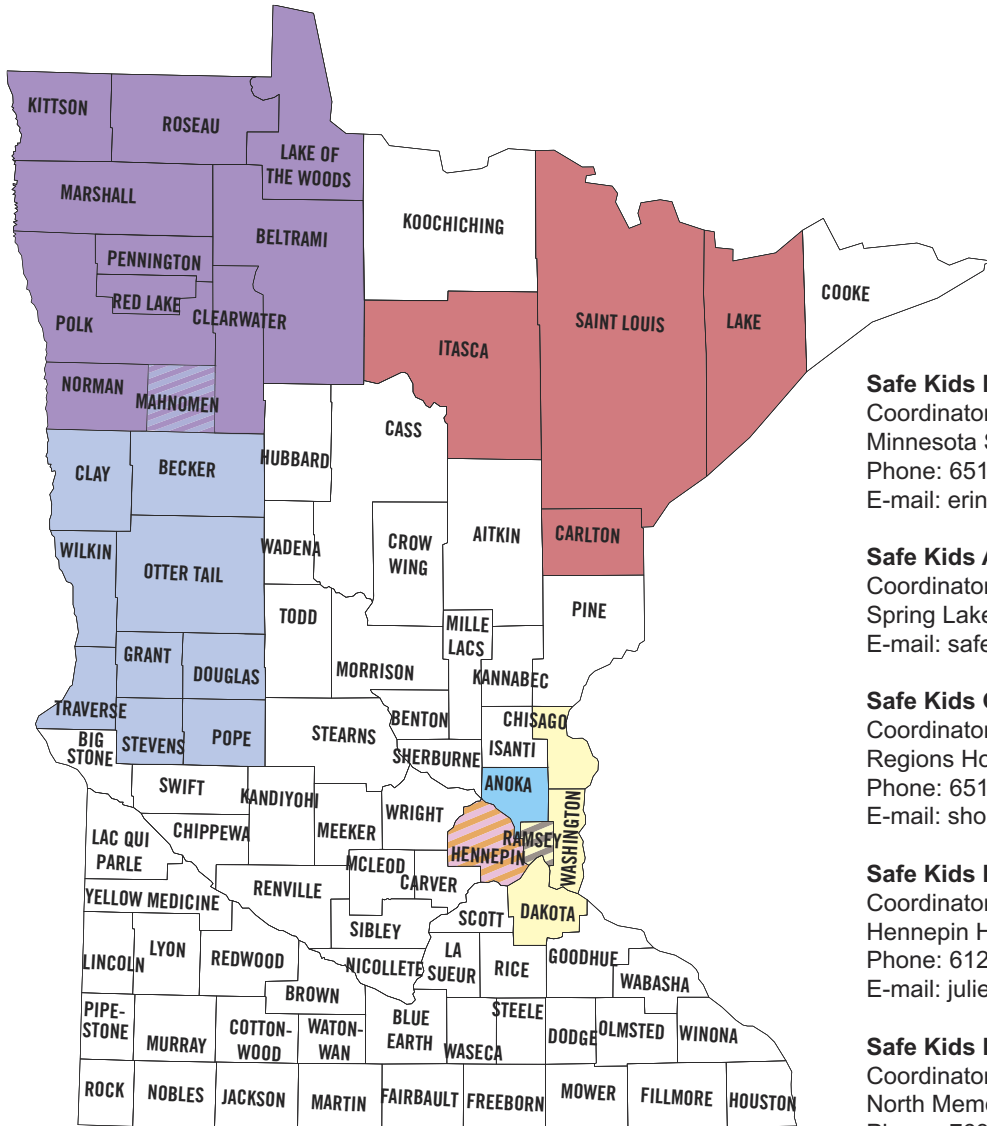 KITTSON
ROSEAU
LAKE OF
THE WOODS
MARSHALL
KOOCHICHING
BELTRAMI
PENNINGTON
RED LAKE
CLEARWATER
POLK
SAINT LOUIS
LAKE
COOKE
ITASCA
NORMAN
MAHNOMEN
CASS
HUBBARD
CLAY
BECKER
WILKIN
OTTER TAIL
WADENA
CROW
WING
AITKIN
CARLTON
TODD
PINE
MILLE
LACS
GRANT
DOUGLAS
MORRISON
KANNABEC
TRAVERSE
BENTON
CHISAGO
BIG
STONE
STEVENS
POPE
STEARNS
ISANTI
SHERBURNE
SWIFT
KANDIYOHI
ANOKA
WRIGHT
MEEKER
CHIPPEWA
LAC QUI
PARLE
RAMSEY
WASHINGTON
HENNEPIN
MCLEOD
CARVER
RENVILLE
YELLOW MEDICINE
DAKOTA
SCOTT
SIBLEY
LYON
LINCOLN
REDWOOD
NICOLLETE
LA
SUEUR
RICE
GOODHUE
WABASHA
BROWN
PIPE-
STONE
MURRAY
COTTON-
WOOD
WATON-
WAN
BLUE
EARTH
WASECA
STEELE
DODGE
OLMSTED
WINONA
ROCK
NOBLES
JACKSON
MARTIN
FAIRBAULT
FREEBORN
MOWER
FILLMORE
HOUSTON
Safe Kids
Coordinator
Minnesota
Phone: 651
E-mail: erin
Safe Kids A
Coordinator
Spring Lake
E-mail: safe
Safe Kids
Coordinator
Regions Ho
Phone: 651
E-mail: sho
Safe Kids
Coordinator
Hennepin H
Phone: 612
E-mail: julie
Safe Kids
Coordinator
North Memo